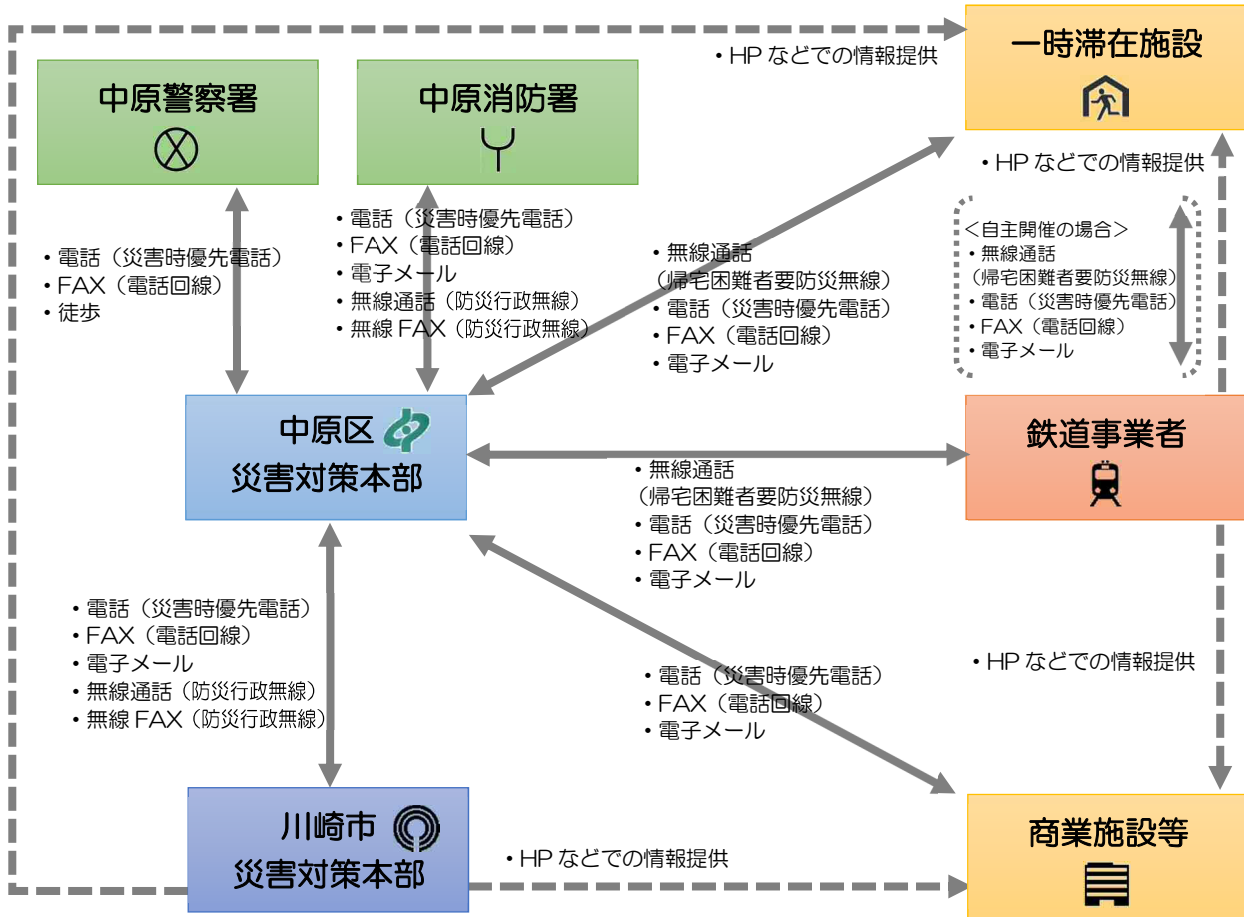 ・HPなどでの情報提供
一時滞在施設
中原警察署
中原消防署
・HPなどでの情報提供
・電話（災害時優先電話）
・FAX（電話回線）
・徒歩
・電話（災害時優先電話）
・FAX（電話回線）
・電子メール
・無線通話（防災行政無線）
・無線FAX（防災行政無線）
・無線通話
（帰宅困難者要防災無線）
・電話（災害時優先電話）
・FAX（電話回線）
・電子メール
＜自主開催の場合＞
・無線通話
（帰宅困難者要防災無線）
・電話（災害時優先電話）
・FAX（電話回線）
・電子メール
中原区
災害対策本部
鉄道事業者
・無線通話
（帰宅困難者要防災無線）
・電話（災害時優先電話）
・FAX（電話回線）
・電子メール
・電話（災害時優先電話）
・FAX（電話回線）
・電子メール
・無線通話（防災行政無線）
・無線FAX（防災行政無線）
・電話（災害時優先電話）
・FAX（電話回線）
・電子メール
・HPなどでの情報提供
川崎市
災害対策本部
・HPなどでの情報提供
商業施設等